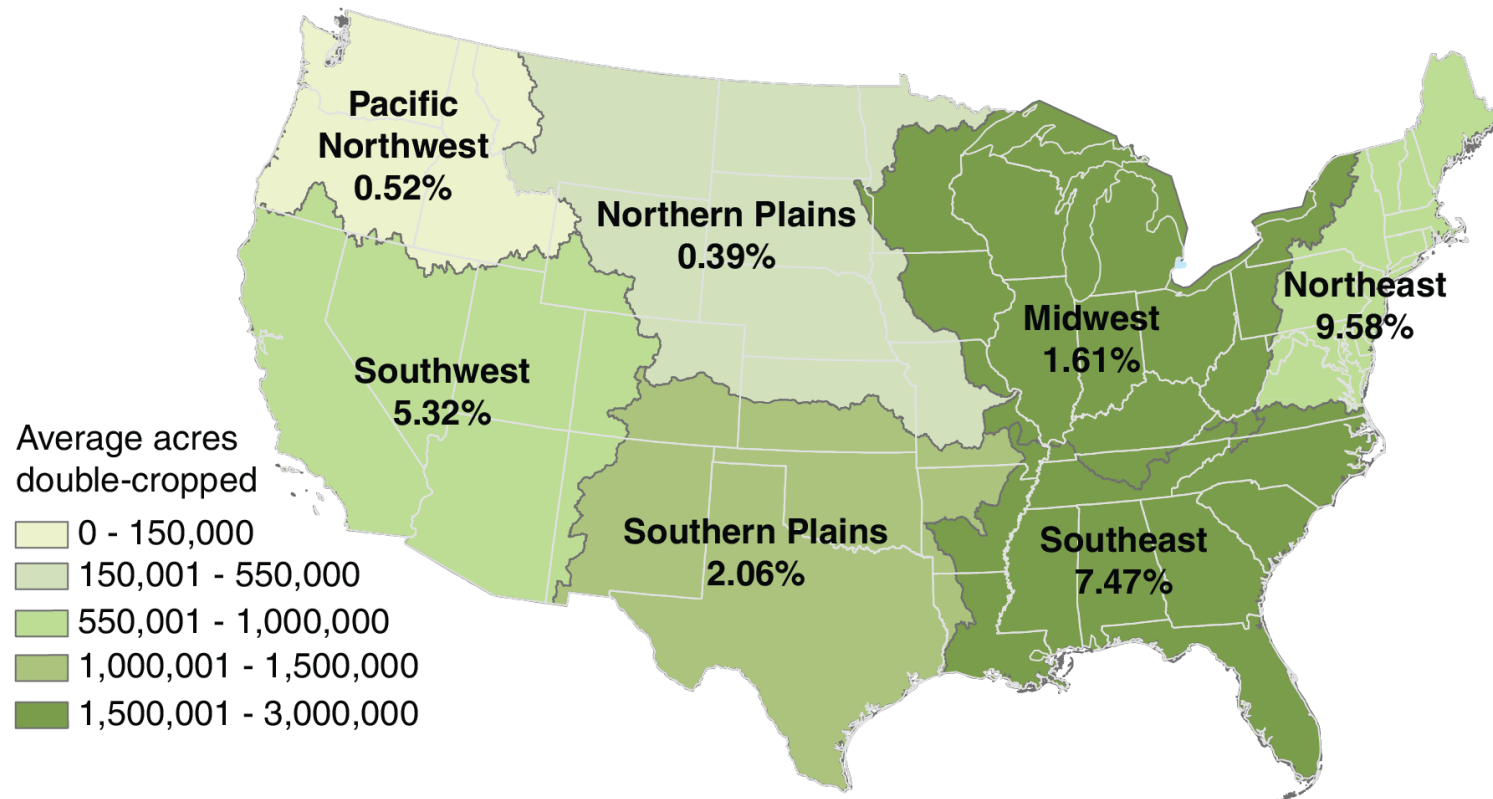 Pacific
Northwest
0.52%
Northern Plains
0.39%
Northeast
9.58%
Midwest
1.61%
Southwest
5.32%
Southern Plains
2.06%
Southeast
7.47%
Average acres
double-cropped
0 - 150,000
150,001 - 550,000
550,001 - 1,000,000
1,000,001 - 1,500,000
1,500,001 - 3,000,000